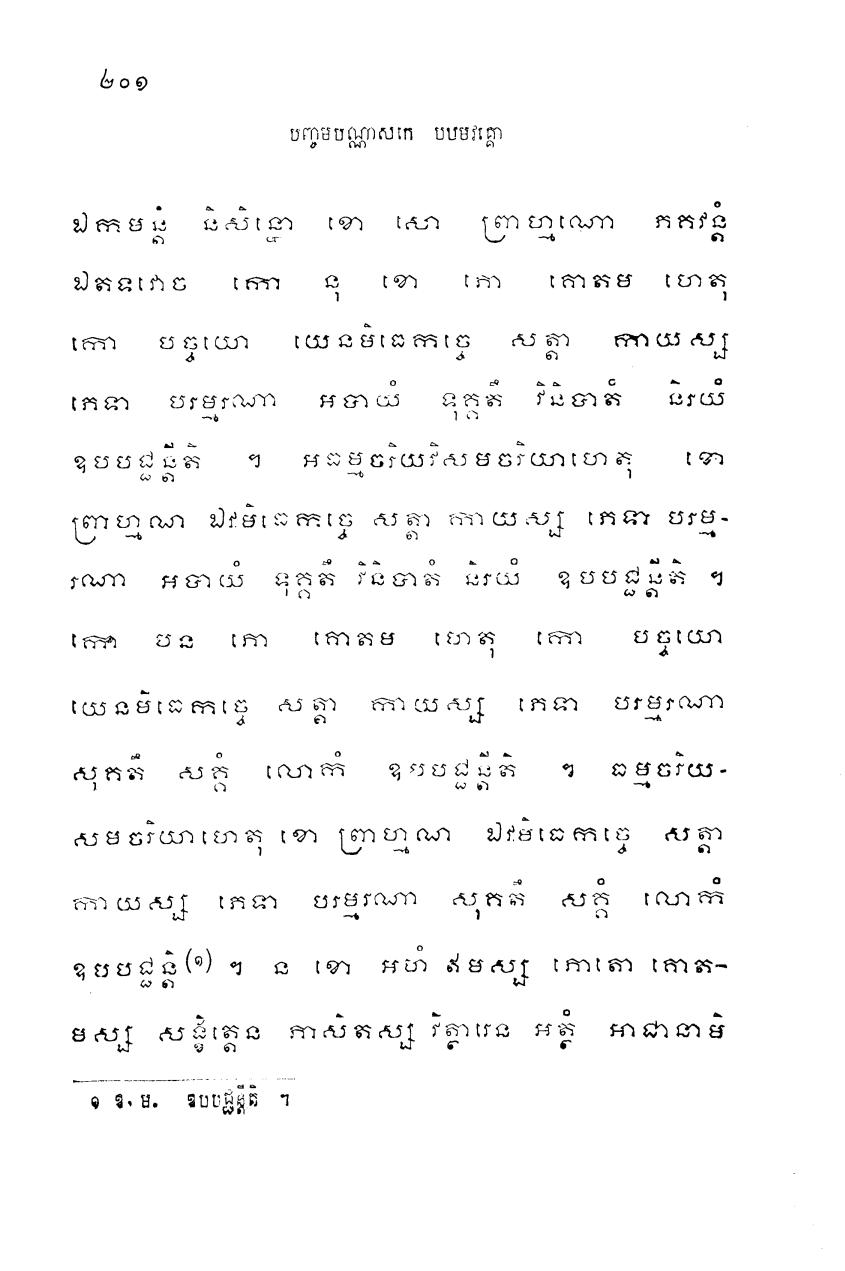 ២០១
បញ្ចមបណ្ណាសកេ បឋមវគ្គោ
ឯកមន្តំ និសិន្នោ ខោ សោ ព្រាហ្មណោ ភគវន្តំ
ឯតទវោច កោ នុ ខោ ភោ គោតម ហេតុ
កោ បច្ចយោ យេនមិធេកច្ចេ សត្តា កាយស្ស
ភេទា បរម្មរណា អបាយំ ទុគ្គតឹ វិនិបាតំ និរយំ
ឧបបជ្ជន្តីតិ ។ អធម្មចរិយវិសមចរិយាហេតុ ខោ
ព្រាហ្មណ ឯវមិធេកច្ចេ សត្តា កាយស្ស ភេទា បរម្ម-
រណា អបាយំ ទុគ្គតឹ វិនិបាតំ និរយំ ឧបបជ្ជន្តីតិ ។
កោ បន ភោ គោតម ហេតុ កោ បច្ចយោ
យេនមិធេកច្ចេ សត្តា កាយស្ស ភេទា បរម្មរណា
សុគតឹ សគ្គំ លោកំ ឧបបជ្ជន្តីតិ ។ ធម្មចរិយ-
សមចរិយាហេតុ ខោ ព្រាហ្មណ ឯវមិធេកច្ចេ សត្តា
កាយស្ស ភេទា បរម្មរណា សុគតឹ សគ្គំ លោកំ
ឧបបជ្ជន្តិ(១) ។ ន ខោ អហំ ឥមស្ស ភោតោ គោត-
មស្ស សង្ខិត្តេន ភាសិតស្ស វិត្ថារេន អត្ថំ អាជានាមិ
១ ឧ. ម. ឧបបជ្ជន្តីតិ ។